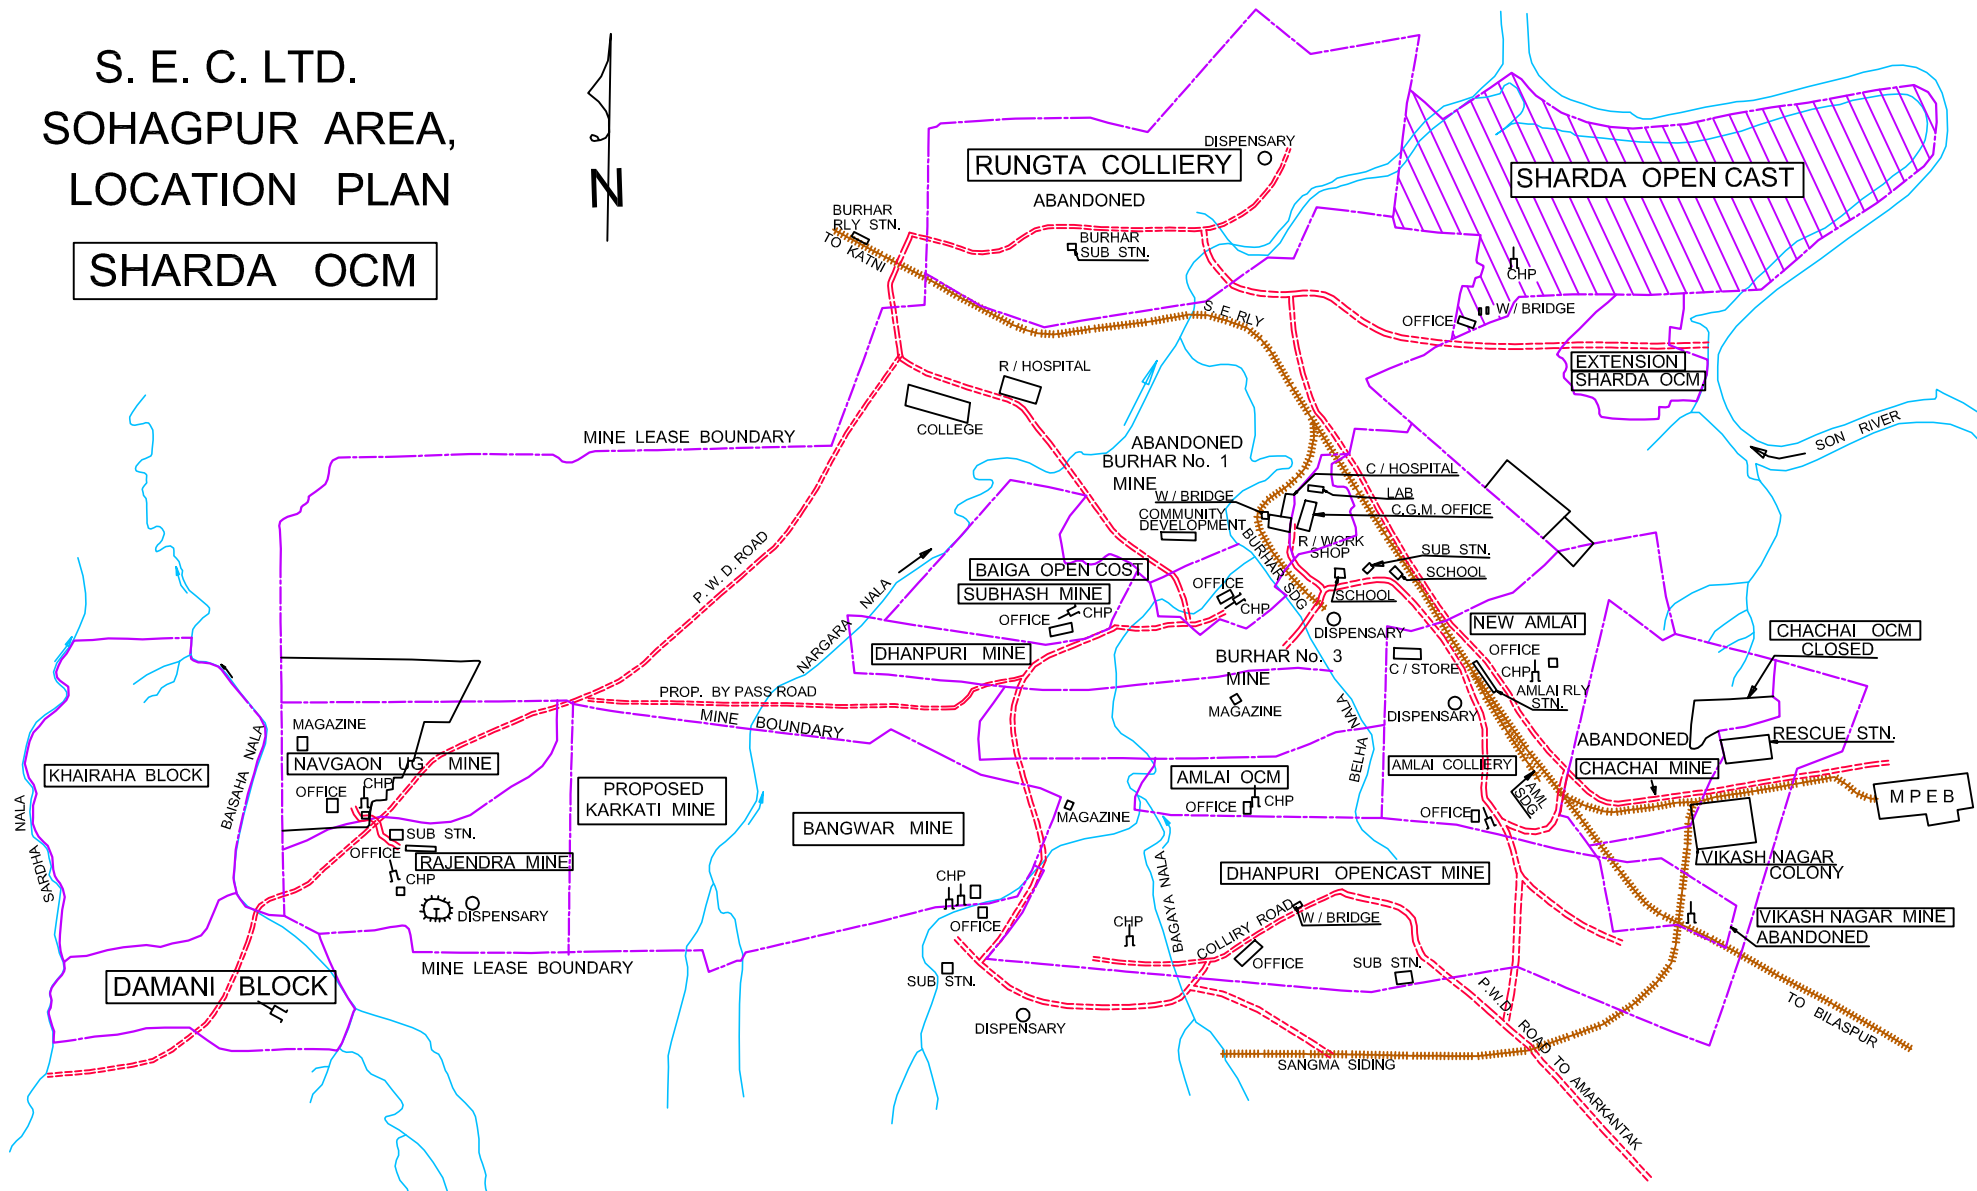 S. E. C. LTD.
SOHAGPUR AREA,
LOCATION PLAN
SHARDA OCM
N
DISPENSARY
RUNGTA COLLIERY
ABANDONED
SHARDA OPEN CAST
BURHAR
RLY STN.
TO KATNI
BURHAR
SUB STN.
CHP
S. E. RLY
OFFICE
W / BRIDGE
EXTENSION
SHARDA OCM
R / HOSPITAL
COLLEGE
MINE LEASE BOUNDARY
SON RIVER
ABANDONED
BURHAR No. 1
MINE
C / HOSPITAL
LAB
C.G.M. OFFICE
W / BRIDGE
COMMUNITY
DEVELOPMENT
R / WORK
SHOP
SUB STN.
SCHOOL
SCHOOL
BURHAR SDG
P. W. D. ROAD
NARGARA NALA
BAIGA OPEN COST
SUBHASH MINE
OFFICE
CHP
OFFICE
CHP
DISPENSARY
DHANPURI MINE
BURHAR No. 3
MINE
MAGAZINE
C / STORE
DISPENSARY
NEW AMLAI
OFFICE
CHP
AMLAI RLY
STN.
CHACHAI OCM
CLOSED
RESCUE STN.
ABANDONED
CHACHAI MINE
M P E B
PROP. BY PASS ROAD
MINE BOUNDARY
MAGAZINE
NAVGAON UG MINE
KHAIRAHA BLOCK
OFFICE
CHP
BAISAHA NALA
SARDHA NALA
PROPOSED
KARKATI MINE
BANGWAR MINE
MAGAZINE
AMLAI OCM
OFFICE
CHP
BELHA NALA
AMLAI COLLIERY
AML
SDG
OFFICE
VIKASH NAGAR
COLONY
SUB STN.
OFFICE
RAJENDRA MINE
CHP
DISPENSARY
DHANPURI OPENCAST MINE
CHP
OFFICE
CHP
BAGAYA NALA
COLLIRY ROAD
W / BRIDGE
OFFICE
SUB STN.
VIKASH NAGAR MINE
ABANDONED
MINE LEASE BOUNDARY
DAMANI BLOCK
SUB STN.
DISPENSARY
SANGMA SIDING
P.W.D. ROAD TO AMARKANTAK
TO BILASPUR